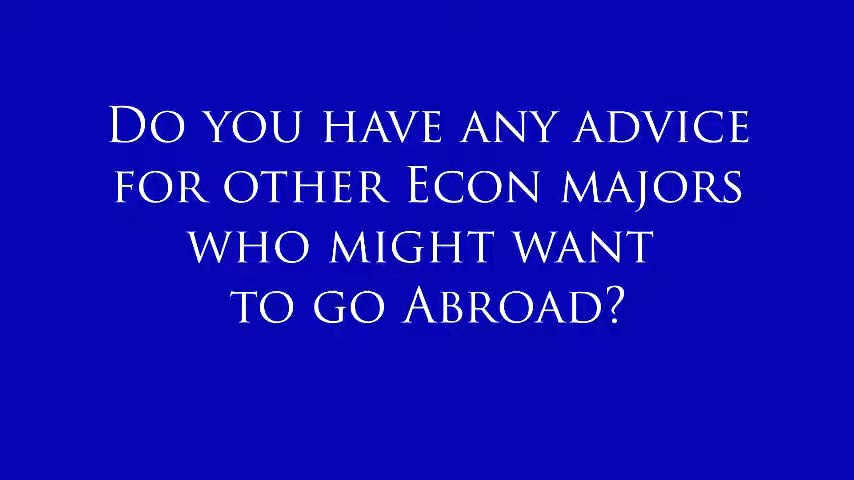 Do you have any advice
for other Econ majors
who might want
to go Abroad?